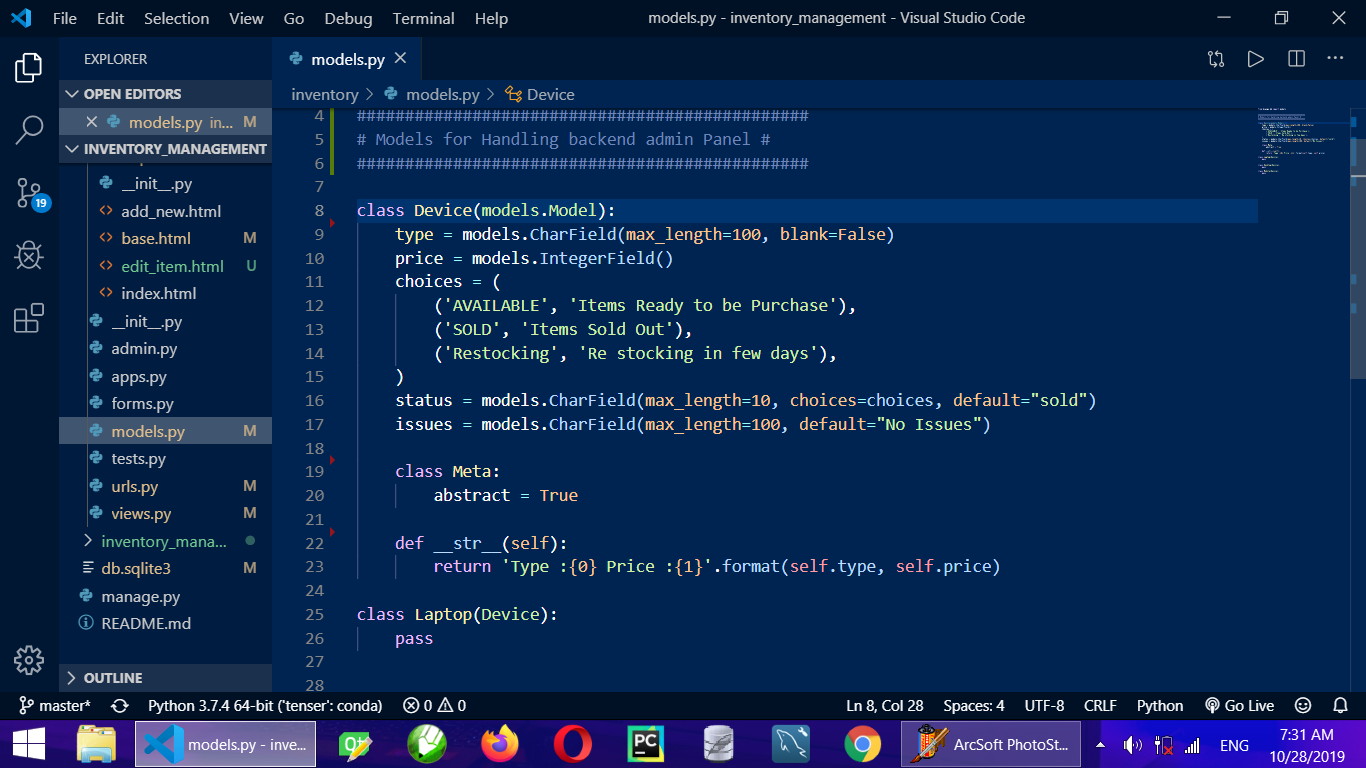 File Edit Selection View Go Debug Terminal Help
models.py - inventory_management - Visual Studio Code
EXPLORER
OPEN EDITORS
models.py in... M
INVENTORY_MANAGEMENT
__init__.py
add_new.html
base.html M
edit_item.html U
index.html
__init__.py
admin.py
apps.py
forms.py
models.py M
tests.py
urls.py M
views.py M
inventory_mana...
db.sqlite3 M
manage.py
README.md
OUTLINE
19
models.py
inventory > models.py > Device
4 ###############################################
5 # Models for Handling backend admin Panel #
6 ###############################################
7
8 class Device(models.Model):
9     type = models.CharField(max_length=100, blank=False)
10     price = models.IntegerField()
11     choices = (
12         ('AVAILABLE', 'Items Ready to be Purchase'),
13         ('SOLD', 'Items Sold Out'),
14         ('Restocking', 'Re stocking in few days'),
15     )
16     status = models.CharField(max_length=10, choices=choices, default="sold")
17     issues = models.CharField(max_length=100, default="No Issues")
18
19     class Meta:
20         abstract = True
21
22     def __str__(self):
23         return 'Type :{0} Price :{1}'.format(self.type, self.price)
24
25 class Laptop(Device):
26     pass
27
28
master* Python 3.7.4 64-bit ('tenser': conda) 0 0
Ln 8, Col 28 Spaces: 4 UTF-8 CRLF Python Go Live
models.py - inve...
Qt
PC
ArcSoft PhotoSt...
ENG
7:31 AM
10/28/2019